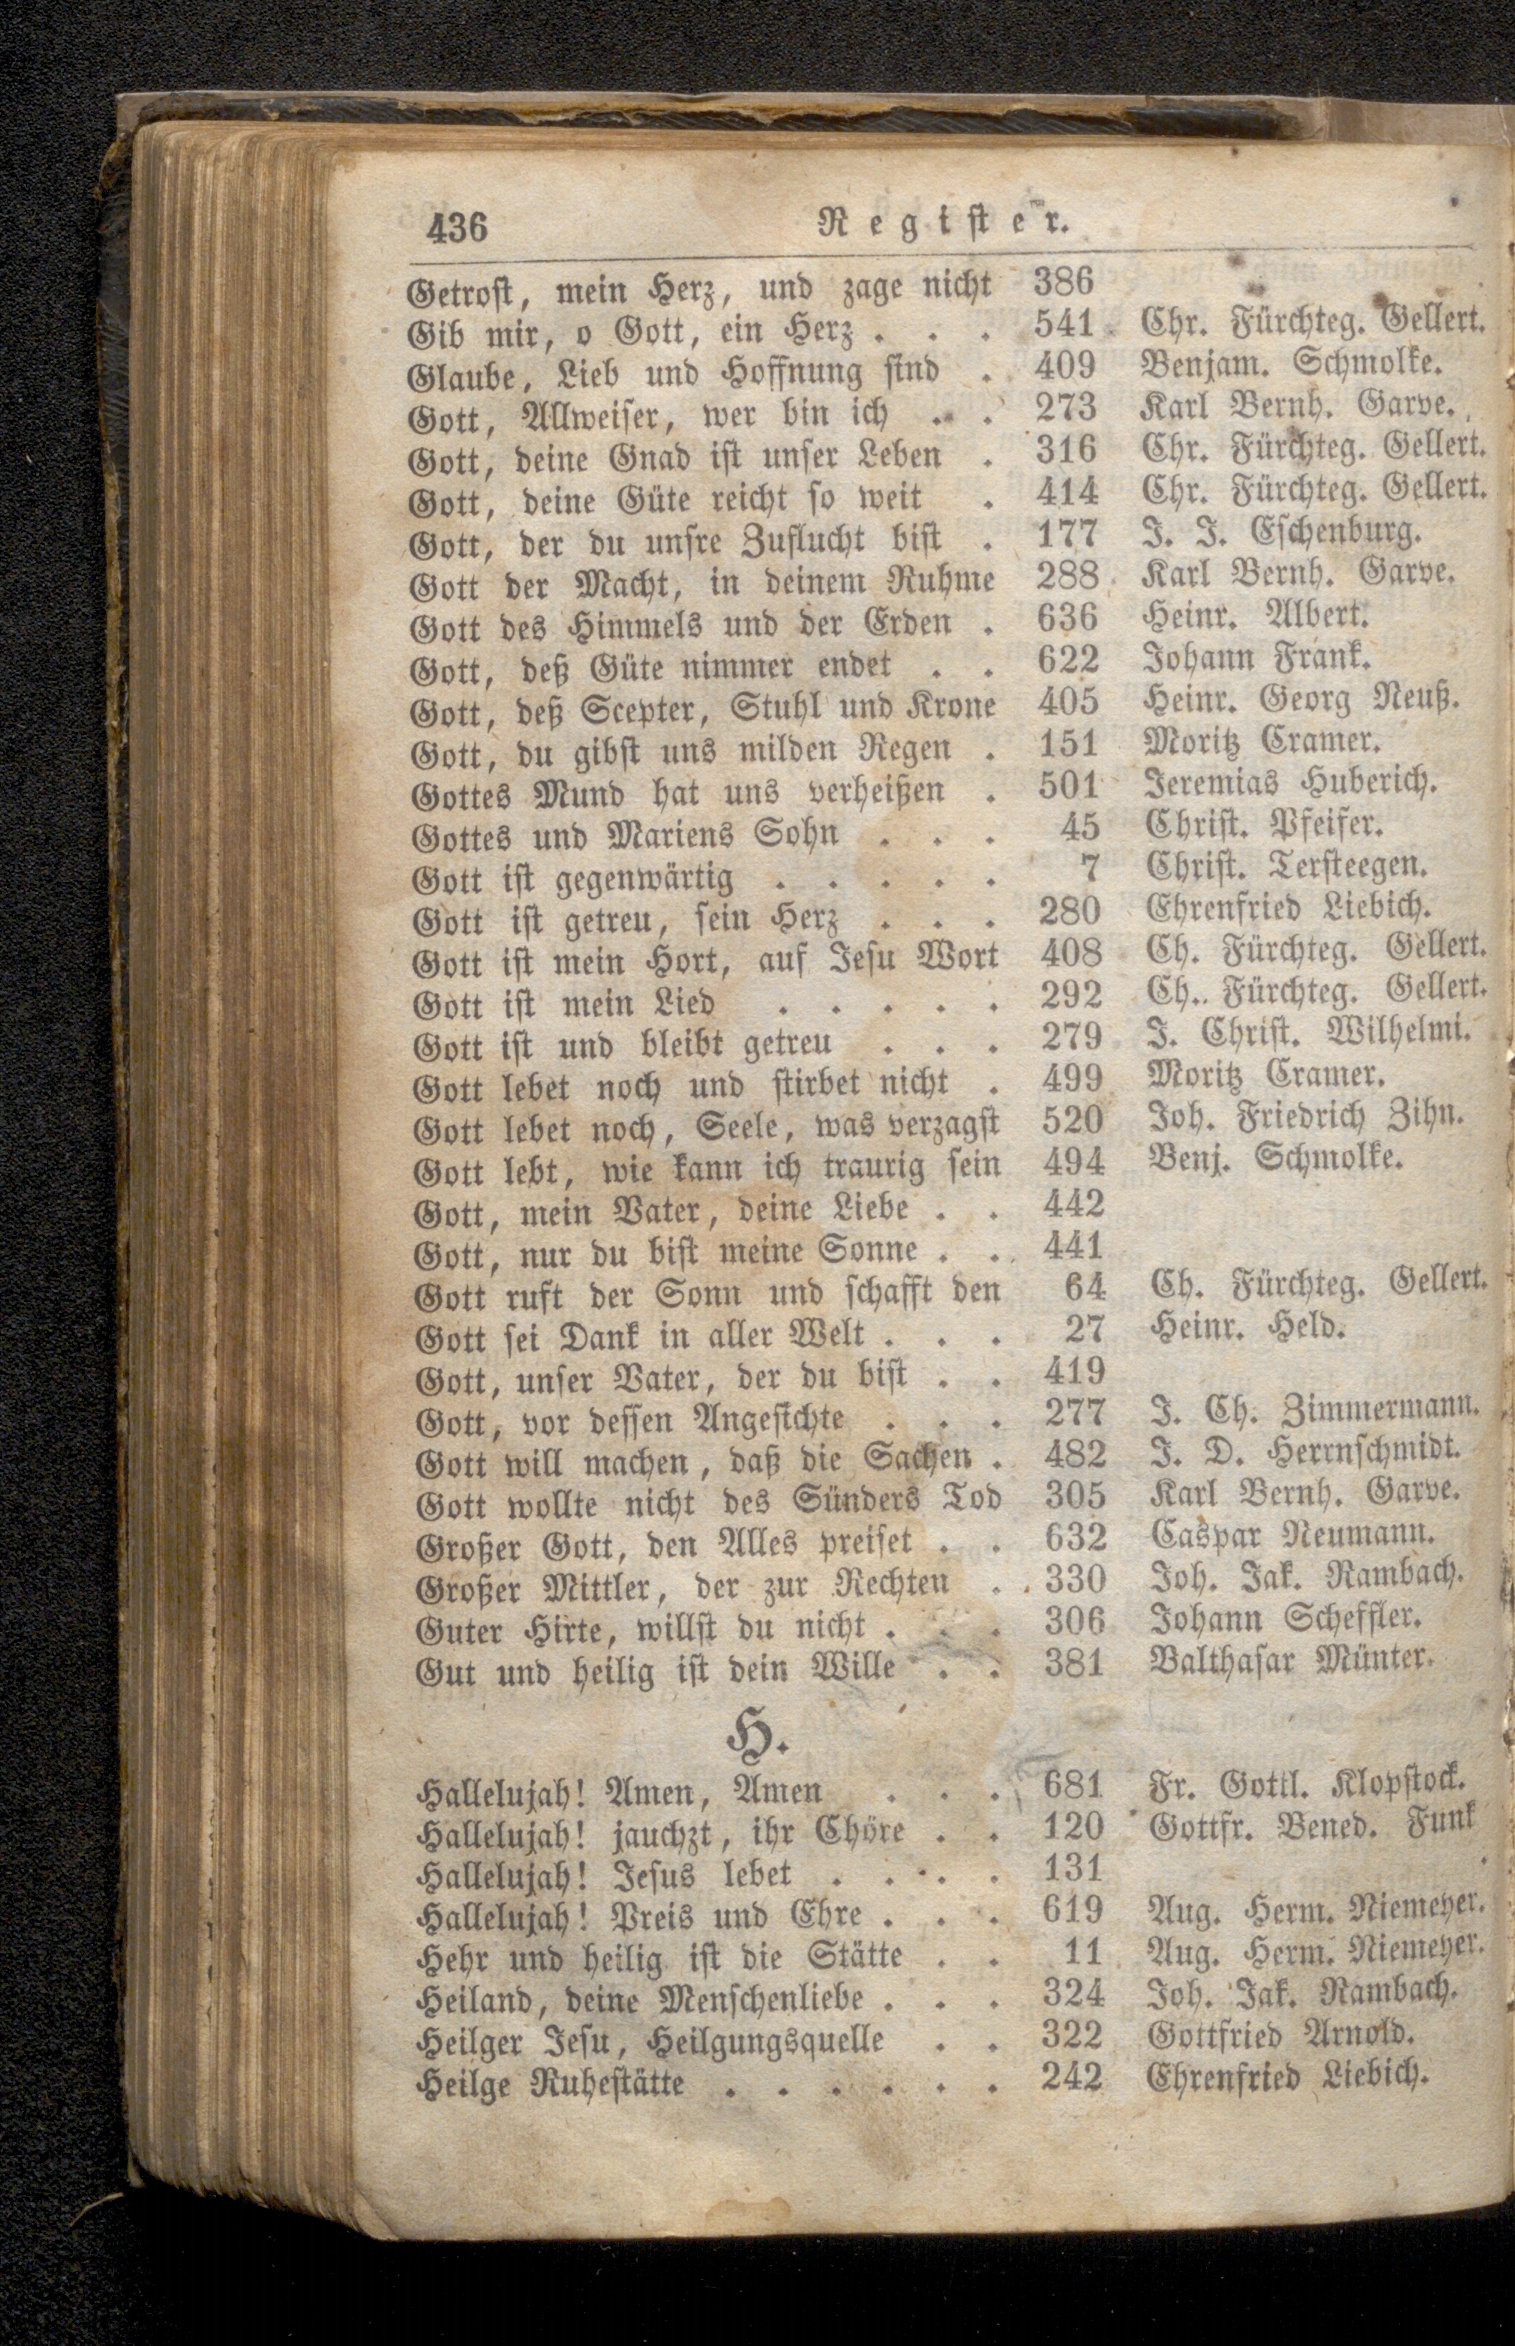 436 Register.
Getrost, mein Herz, und zage nicht 386
Gib mir, o Gott, ein Herz . . . 541 Chr. Fürchteg. Gellert.
Glaube, Lieb und Hoffnung sind . 409 Benjam. Schmolke.
Gott, Allweiser, wer bin ich . . 273 Karl Bernh. Garve.
Gott, deine Gnad ist unser Leben . 316 Chr. Fürchteg. Gellert.
Gott, deine Güte reicht so weit . 414 Chr. Fürchteg. Gellert.
Gott, der du unsre Zuflucht bist . 177 J. J. Eschenburg.
Gott der Macht, in deinem Ruhme 288 Karl Bernh. Garve.
Gott des Himmels und der Erden . 636 Heinr. Albert.
Gott, deß Güte nimmer endet . . 622 Johann Frank.
Gott, deß Scepter, Stuhl und Krone 405 Heinr. Georg Neuß.
Gott, du gibst uns milden Regen . 151 Moritz Cramer.
Gottes Mund hat uns verheißen . 501 Jeremias Huberich.
Gottes und Mariens Sohn . . . 45 Christ. Pfeifer.
Gott ist gegenwärtig . . . . . 7 Christ. Tersteegen.
Gott ist getreu, sein Herz . . . 280 Ehrenfried Liebich.
Gott ist mein Hort, auf Jesu Wort 408 Ch. Fürchteg. Gellert.
Gott ist mein Lied . . . . . 292 Ch. Fürchteg. Gellert.
Gott ist und bleibt getreu . . . 279 J. Christ. Wilhelmi.
Gott lebet noch und stirbet nicht . 499 Moritz Cramer.
Gott lebet noch, Seele, was verzagst 520 Joh. Friedrich Zihn.
Gott lebt, wie kann ich traurig sein 494 Benj. Schmolke.
Gott, mein Vater, deine Liebe . . 442
Gott, nur du bist meine Sonne . . 441
Gott ruft der Sonn und schafft den 64 Ch. Fürchteg. Gellert.
Gott sei Dank in aller Welt . . . 27 Heinr. Held.
Gott, unser Vater, der du bist . . 419
Gott, vor dessen Angesichte . . . 277 J. Ch. Zimmermann.
Gott will machen, daß die Sachen . 482 J. D. Herrnschmidt.
Gott wollte nicht des Sünders Tod 305 Karl Bernh. Garve.
Großer Gott, den Alles preiset . . 632 Caspar Neumann.
Großer Mittler, der zur Rechten . . 330 Joh. Jak. Rambach.
Guter Hirte, willst du nicht . . . 306 Johann Scheffler.
Gut und heilig ist dein Wille . . 381 Balthasar Münter.
H.
Hallelujah! Amen, Amen . . . 681 Fr. Gottl. Klopstock.
Hallelujah! jauchzt, ihr Chöre . . 120 Gottfr. Bened. Funk
Hallelujah! Jesus lebet . . . . 131
Hallelujah! Preis und Ehre . . . 619 Aug. Herm. Niemeyer.
Hehr und heilig ist die Stätte . . 11 Aug. Herm. Niemeyer.
Heiland, deine Menschenliebe . . . 324 Joh. Jak. Rambach.
Heilger Jesu, Heilgungsquelle . . 322 Gottfried Arnold.
Heilge Ruhestätte . . . . . . 242 Ehrenfried Liebich.